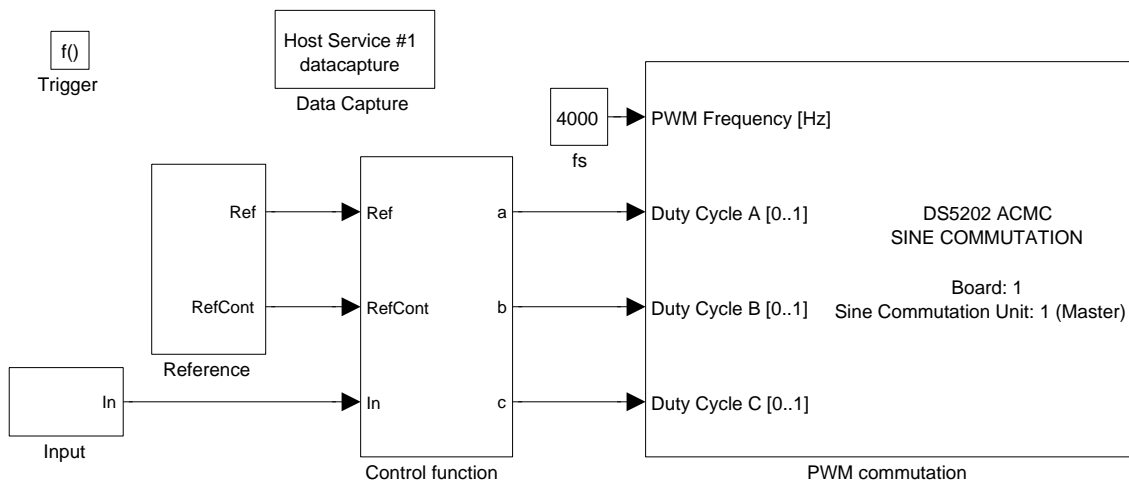 f()
Trigger
Host Service #1
datacapture
Data Capture
4000
fs
PWM Frequency [Hz]
Ref
RefCont
Reference
In
Input
Ref
RefCont
In
a
b
c
Control function
Duty Cycle A [0..1]
Duty Cycle B [0..1]
Duty Cycle C [0..1]
DS5202 ACMC
SINE COMMUTATION
Board: 1
Sine Commutation Unit: 1 (Master)
PWM commutation